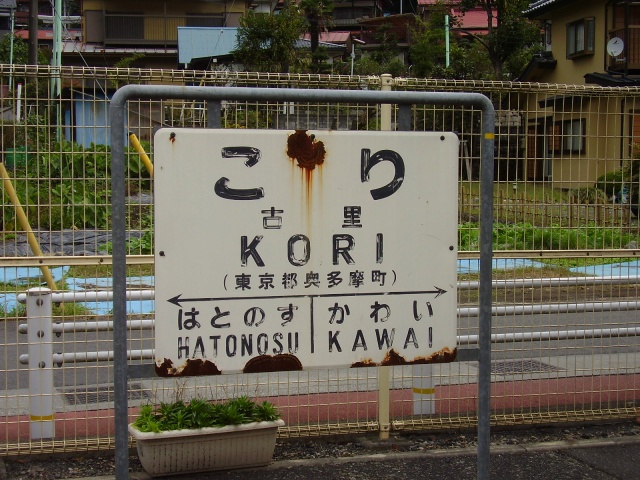 こり
古里
KORI
(東京都奥多摩町)
はとのす かわい
HATONOSU KAWAI